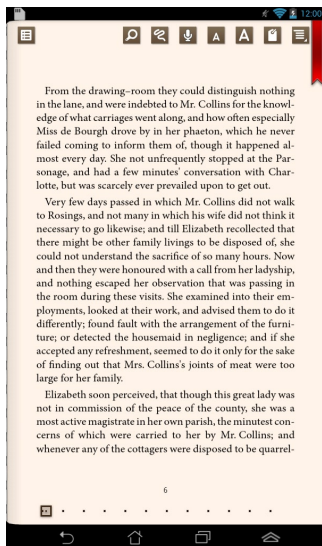 12:00
A
A
From the drawing-room they could distinguish nothing
in the lane, and were indebted to Mr. Collins for the knowl-
edge of what carriages went along, and how often especially
Miss de Bourgh drove by in her phaeton, which he never
failed coming to inform them of, though it happened al-
most every day. She not unfrequently stopped at the Par-
sonage, and had a few minutes' conversation with Char-
lotte, but was scarcely ever prevailed upon to get out.
Very few days passed in which Mr. Collins did not walk
to Rosings, and not many in which his wife did not think it
necessary to go likewise; and till Elizabeth recollected that
there might be other family livings to be disposed of, she
could not understand the sacrifice of so many hours. Now
and then they were honoured with a call from her ladyship,
and nothing escaped her observation that was passing in
the room during these visits. She examined into their em-
ployments, looked at their work, and advised them to do it
differently; found fault with the arrangement of the furni-
ture; or detected the housemaid in negligence; and if she
accepted any refreshment, seemed to do it only for the sake
of finding out that Mrs. Collins's joints of meat were too
large for her family.
Elizabeth soon perceived, that though this great lady was
not in commission of the peace of the county, she was a
most active magistrate in her own parish, the minutest con-
cerns of which were carried to her by Mr. Collins; and
whenever any of the cottagers were disposed to be quarrel-
6